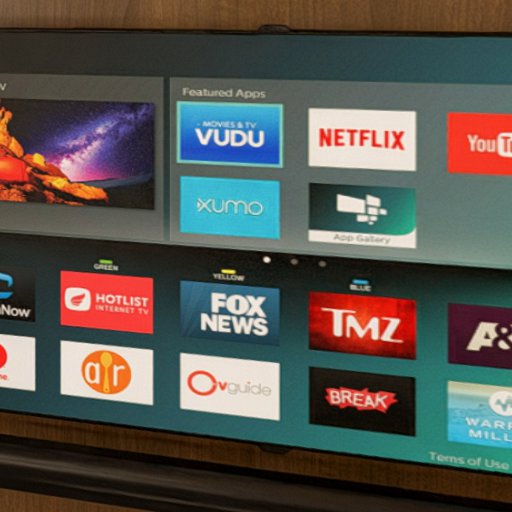 Featured Apps
MOVIES & TV
VUDU
NETFLIX
xumo
App Gallery
GREEN
YELLOW
BLUE
Now
HOTLIST
INTERNET TV
FOX
NEWS
TMZ
air
Ovguide
BREAK
Terms of Use